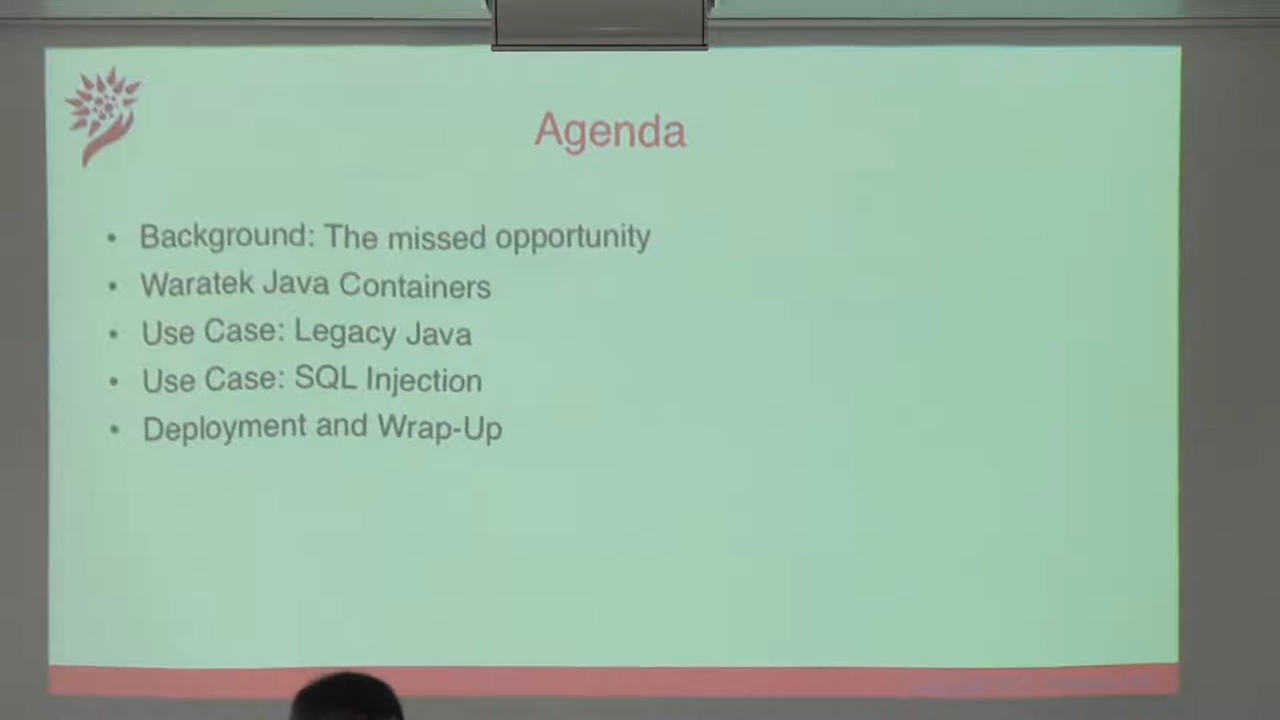 Agenda
• Background: The missed opportunity
• Waratek Java Containers
• Use Case: Legacy Java
• Use Case: SQL Injection
• Deployment and Wrap-Up